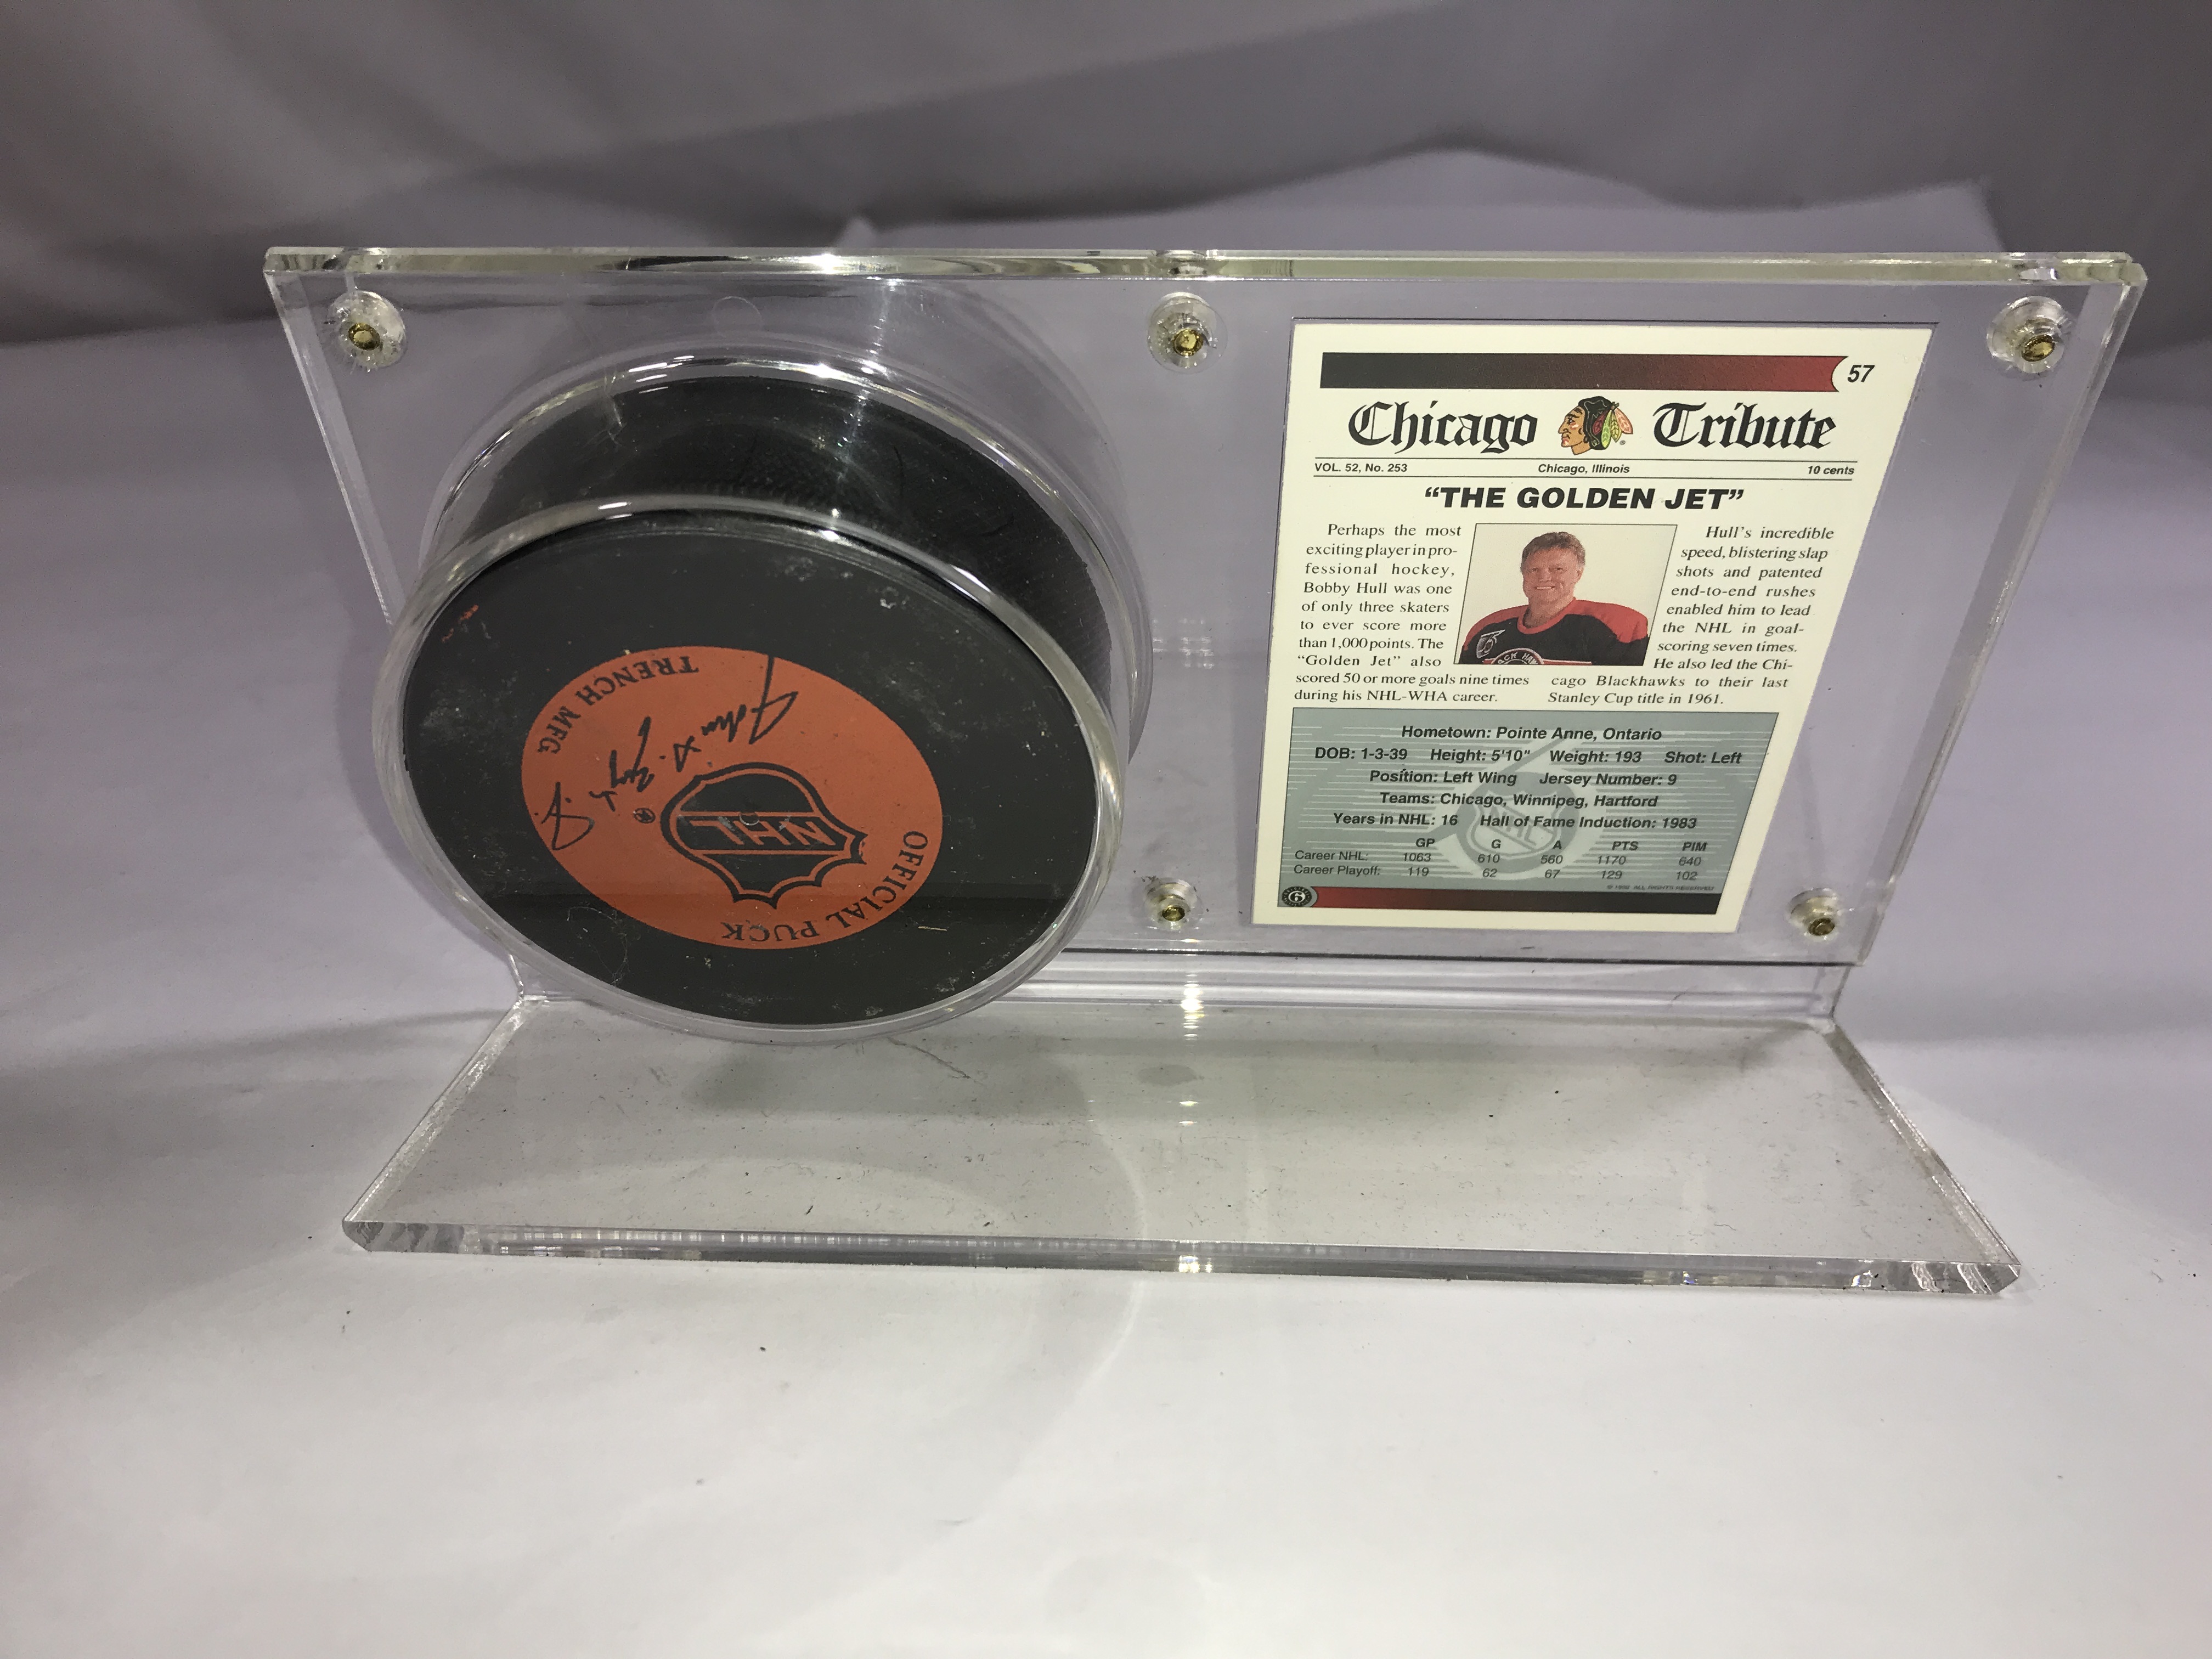 57
Chicago Tribute
VOL. 52, No. 253 Chicago, Illinois 10 cents
"THE GOLDEN JET"
Perhaps the most
exciting player in pro-
fessional hockey,
Bobby Hull was one
of only three skaters
to ever score more
than 1,000 points. The
"Golden Jet" also
scored 50 or more goals nine times
during his NHL-WHA career.
Hull's incredible
speed, blistering slap
shots and patented
end-to-end rushes
enabled him to lead
the NHL in goal-
scoring seven times.
He also led the Chi-
cago Blackhawks to their last
Stanley Cup title in 1961.
Hometown: Pointe Anne, Ontario
DOB: 1-3-39 Height: 5'10" Weight: 193 Shot: Left
Position: Left Wing Jersey Number: 9
Teams: Chicago, Winnipeg, Hartford
Years in NHL: 16 Hall of Fame Induction: 1983
GP G A PTS PIM
Career NHL: 1063 610 560 1170 640
Career Playoff: 119 62 67 129 102
© 1992 ALL RIGHTS RESERVED
6
TRENCH MFG.
NHL
OFFICIAL PUCK